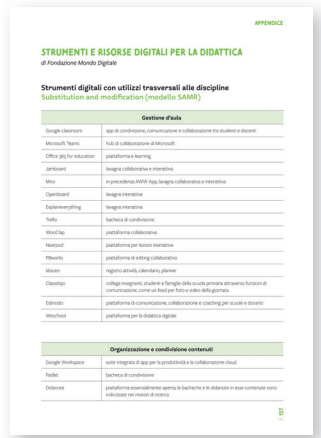 APPENDICE
STRUMENTI E RISORSE DIGITALI PER LA DIDATTICA
di Fondazione Mondo Digitale
Strumenti digitali con utilizzi trasversali alle discipline
Substitution and modification (modello SAMR)
Gestione d'aula
Google classroom app di condivisione, comunicazione e collaborazione tra studenti e docenti
Microsoft Teams hub di collaborazione di Microsoft
Office 365 for education piattaforma e-learning
Jamboard lavagna collaborativa e interattiva
Miro in precedenza AWW App, lavagna collaborativa e interattiva
Openboard lavagna interattiva
Explaineverything lavagna interattiva
Trello bacheca di condivisione
WooClap piattaforma collaborativa
Nearpod piattaforma per lezioni interattive
PBworks piattaforma di editing collaborativo
Idoceo registro attività, calendario, planner
Classdojo collega insegnanti, studenti e famiglie della scuola primaria attraverso funzioni di
comunicazione, come un feed per foto e video della giornata
Edmodo piattaforma di comunicazione, collaborazione e coaching per scuole e docenti
Weschool piattaforma per la didattica digitale
Organizzazione e condivisione contenuti
Google Workspace suite integrata di app per la produttività e la collaborazione cloud
Padlet bacheca di condivisione
Didanote piattaforma essenzialmente aperta; le bacheche e le didanote in esse contenute sono
indicizzate nei motori di ricerca
137